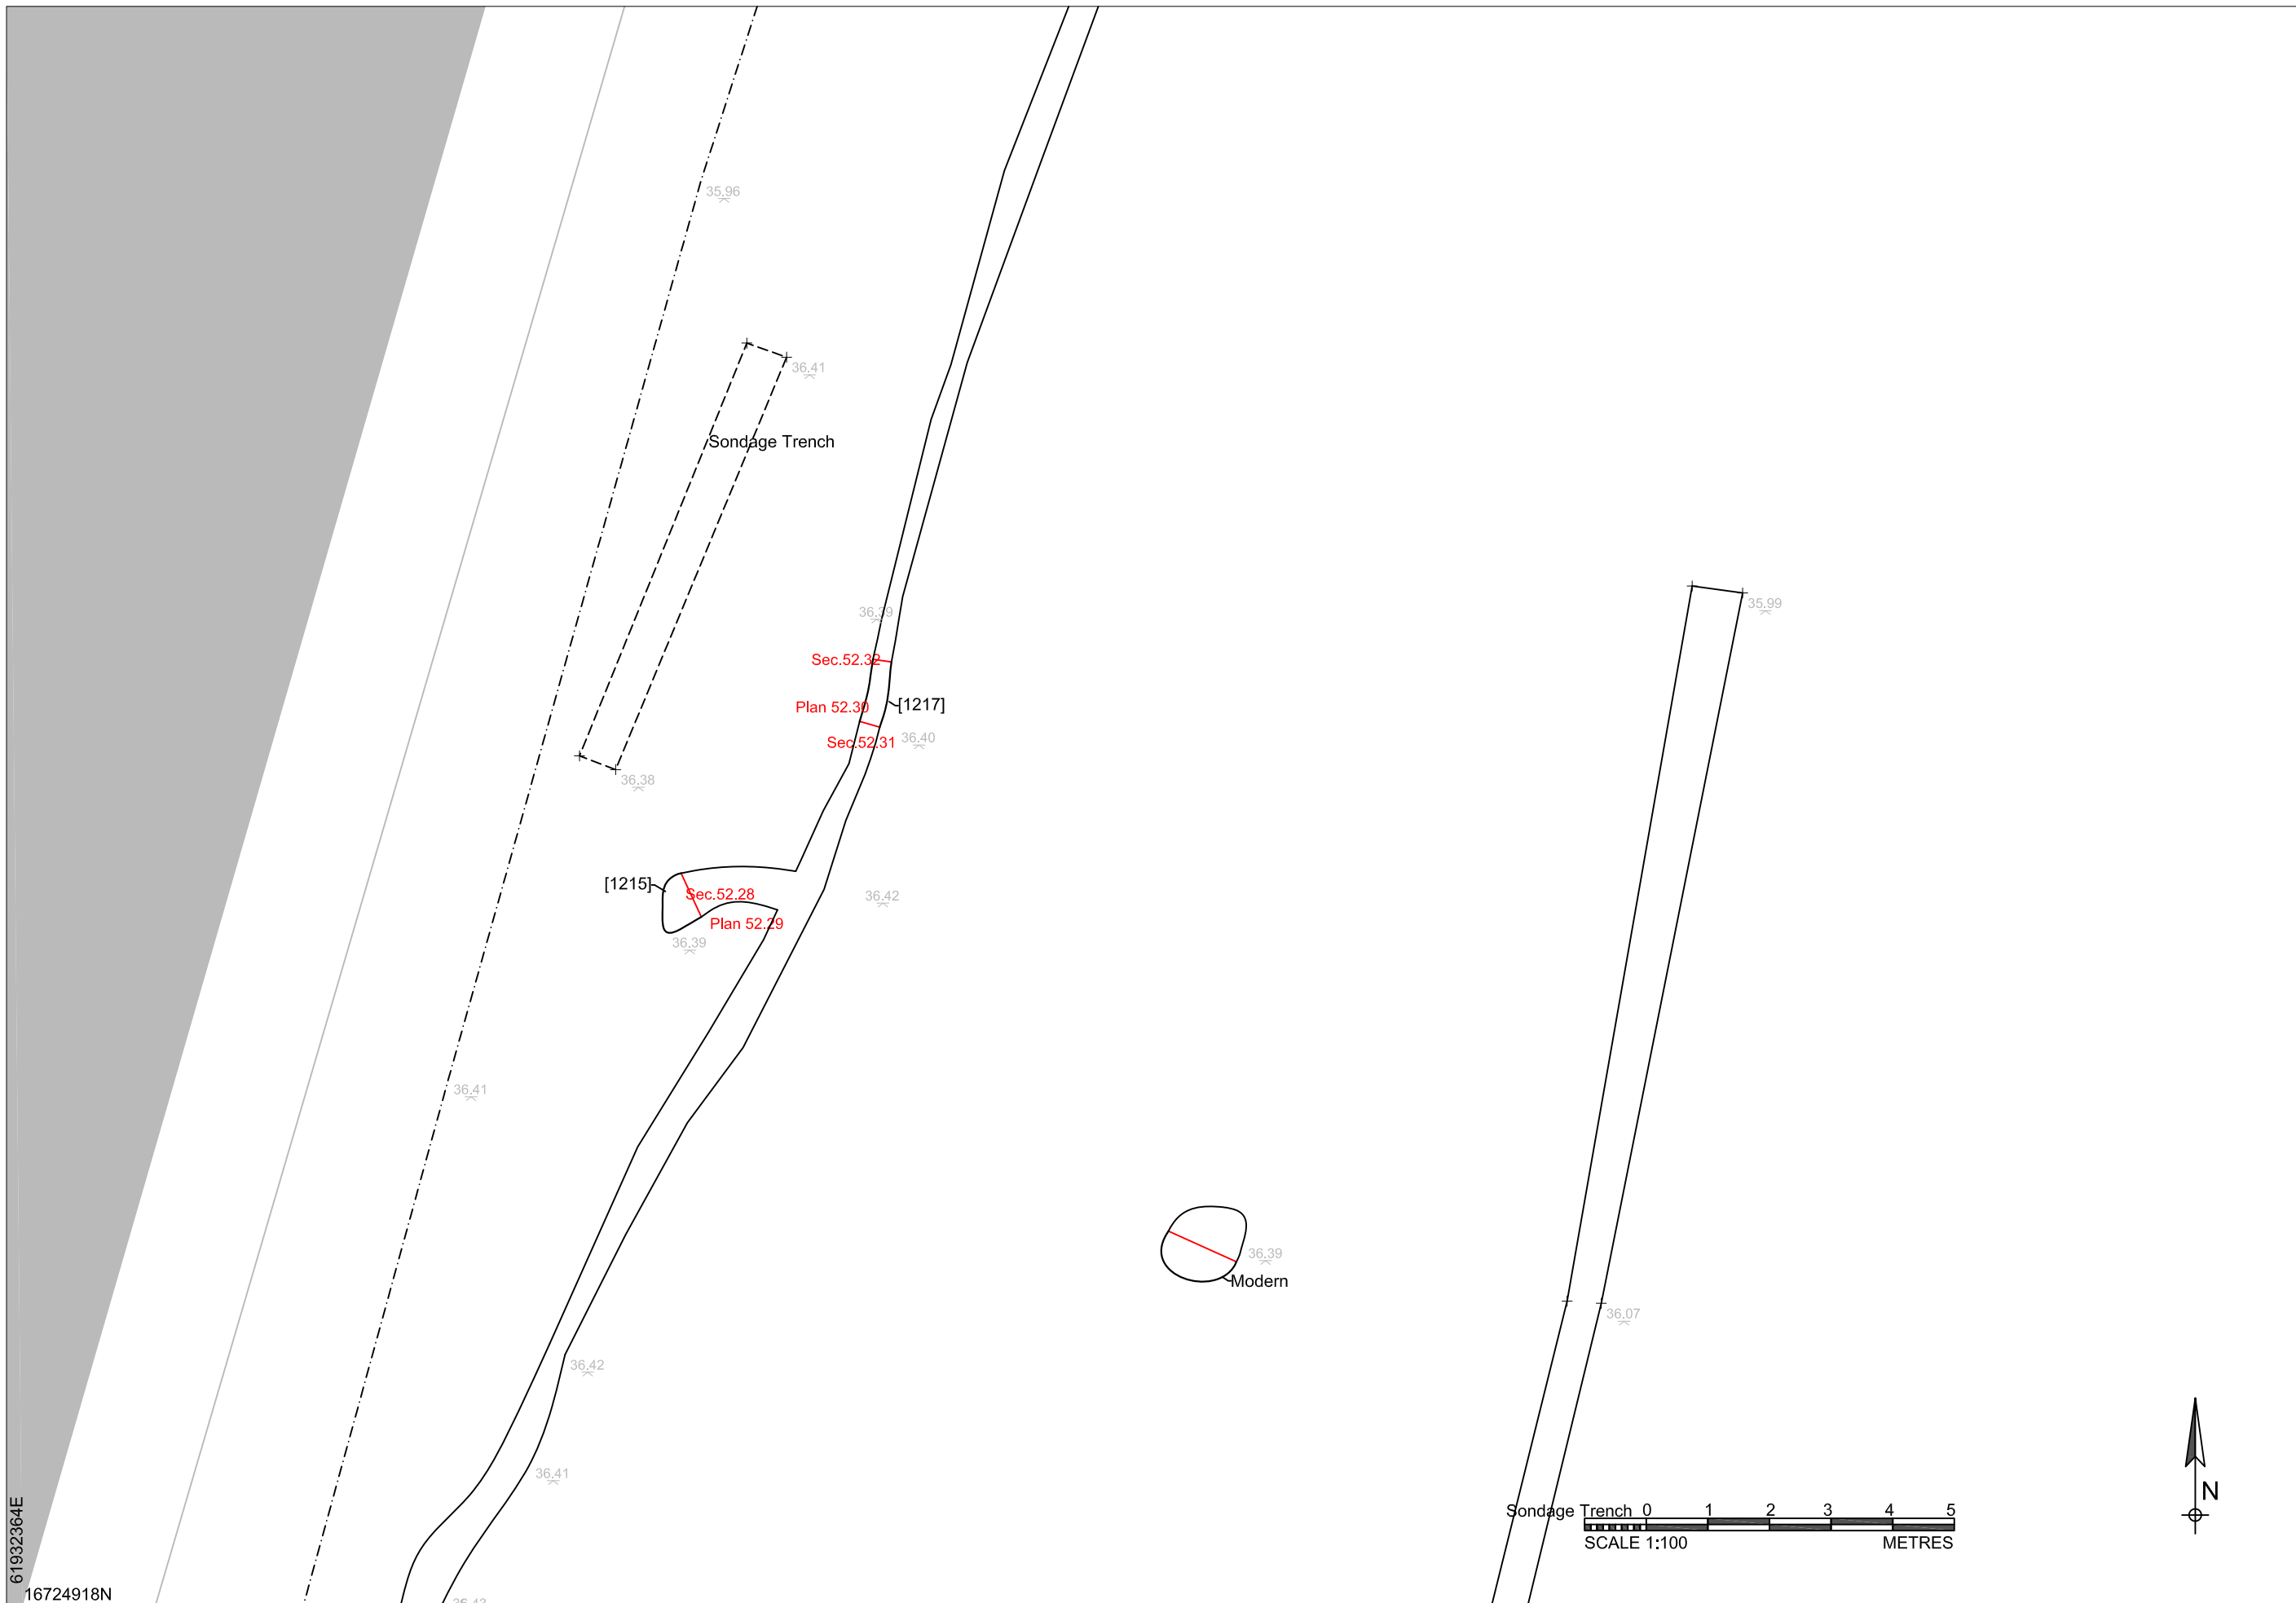 35.96
36.41
Sondage Trench
35.99
36.39
Sec.52.32
[1217]
Plan 52.30
36.40
Sec.52.31
36.38
[1215]
Sec.52.28
36.42
Plan 52.29
36.39
36.41
36.39
Modern
36.07
36.42
36.41
Sondage Trench
0 1 2 3 4 5
SCALE 1:100 METRES
N
61932364E
16724918N